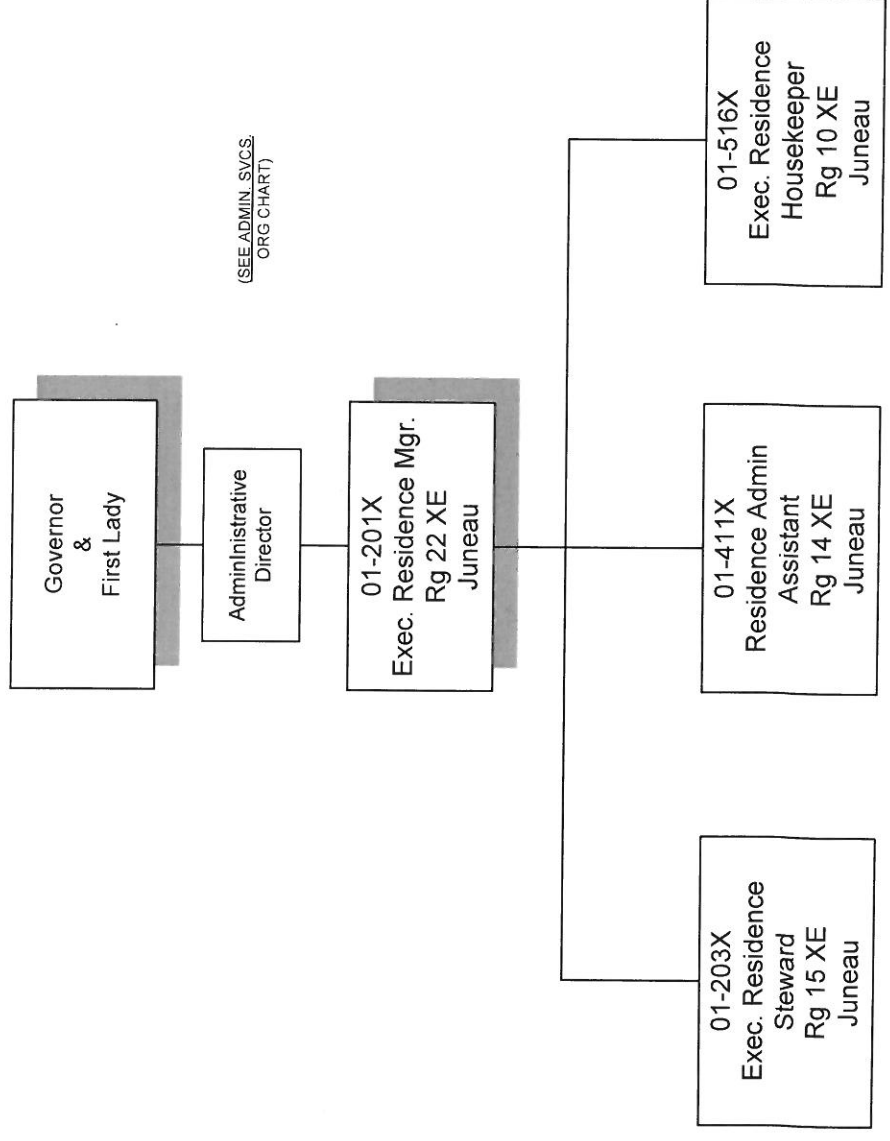 Governor
&
First Lady
AdminInistrative
Director
(SEE ADMIN. SVCS.
ORG CHART)
01-201X
Exec. Residence Mgr.
Rg 22 XE
Juneau
01-203X
Exec. Residence
Steward
Rg 15 XE
Juneau
01-411X
Residence Admin
Assistant
Rg 14 XE
Juneau
01-516X
Exec. Residence
Housekeeper
Rg 10 XE
Juneau